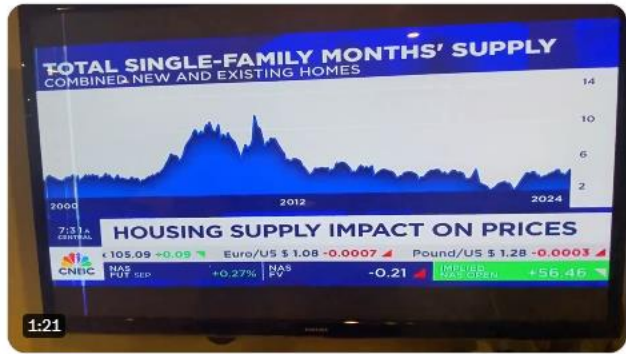 TOTAL SINGLE-FAMILY MONTHS' SUPPLY
COMBINED NEW AND EXISTING HOMES
14
10
6
2
2000 2012 2024
7:31A
CENTRAL
HOUSING SUPPLY IMPACT ON PRICES
105.09 +0.09 Euro/US $ 1.08 -0.0007 Pound/US $ 1.28 -0.0003
CNBC
NAS
FUT SEP +0.27%
NAS
FV -0.21
IMPLIED
NAS OPEN +56.46
1:21